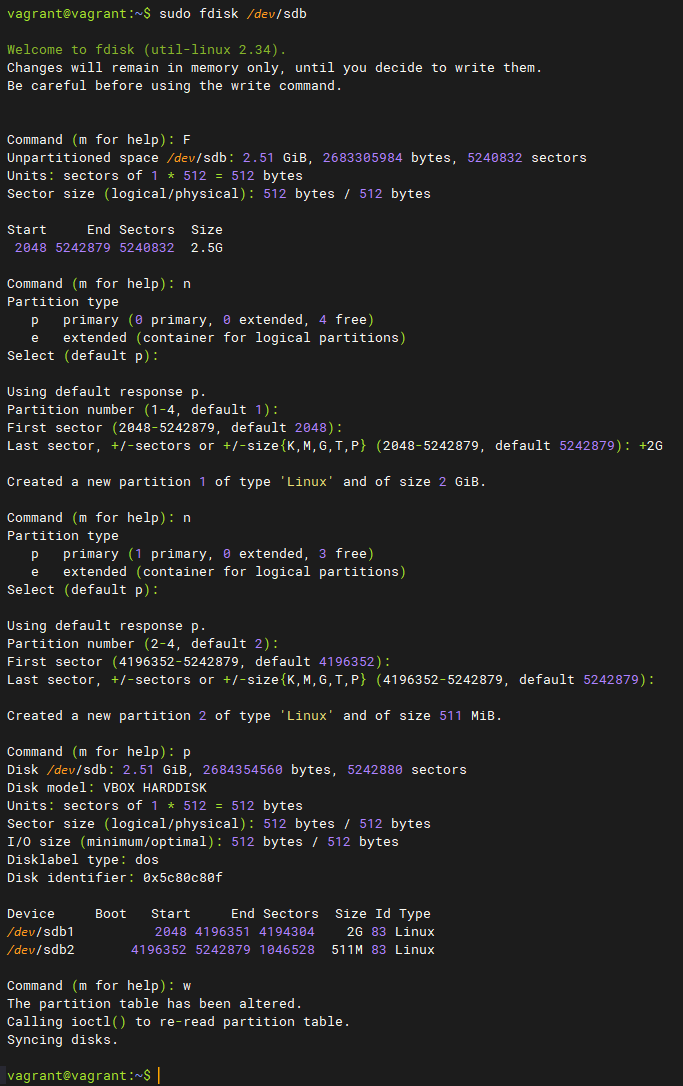 vagrant@vagrant:~$ sudo fdisk /dev/sdb
Welcome to fdisk (util-linux 2.34).
Changes will remain in memory only, until you decide to write them.
Be careful before using the write command.
Command (m for help): F
Unpartitioned space /dev/sdb: 2.51 GiB, 2683305984 bytes, 5240832 sectors
Units: sectors of 1 * 512 = 512 bytes
Sector size (logical/physical): 512 bytes / 512 bytes
Start     End Sectors  Size
 2048 5242879 5240832  2.5G
Command (m for help): n
Partition type
   p   primary (0 primary, 0 extended, 4 free)
   e   extended (container for logical partitions)
Select (default p):
Using default response p.
Partition number (1-4, default 1):
First sector (2048-5242879, default 2048):
Last sector, +/-sectors or +/-size{K,M,G,T,P} (2048-5242879, default 5242879): +2G
Created a new partition 1 of type 'Linux' and of size 2 GiB.
Command (m for help): n
Partition type
   p   primary (1 primary, 0 extended, 3 free)
   e   extended (container for logical partitions)
Select (default p):
Using default response p.
Partition number (2-4, default 2):
First sector (4196352-5242879, default 4196352):
Last sector, +/-sectors or +/-size{K,M,G,T,P} (4196352-5242879, default 5242879):
Created a new partition 2 of type 'Linux' and of size 511 MiB.
Command (m for help): p
Disk /dev/sdb: 2.51 GiB, 2684354560 bytes, 5242880 sectors
Disk model: VBOX HARDDISK
Units: sectors of 1 * 512 = 512 bytes
Sector size (logical/physical): 512 bytes / 512 bytes
I/O size (minimum/optimal): 512 bytes / 512 bytes
Disklabel type: dos
Disk identifier: 0x5c80c80f
Device     Boot   Start     End Sectors  Size Id Type
/dev/sdb1          2048 4196351 4194304    2G 83 Linux
/dev/sdb2       4196352 5242879 1046528  511M 83 Linux
Command (m for help): w
The partition table has been altered.
Calling ioctl() to re-read partition table.
Syncing disks.
vagrant@vagrant:~$